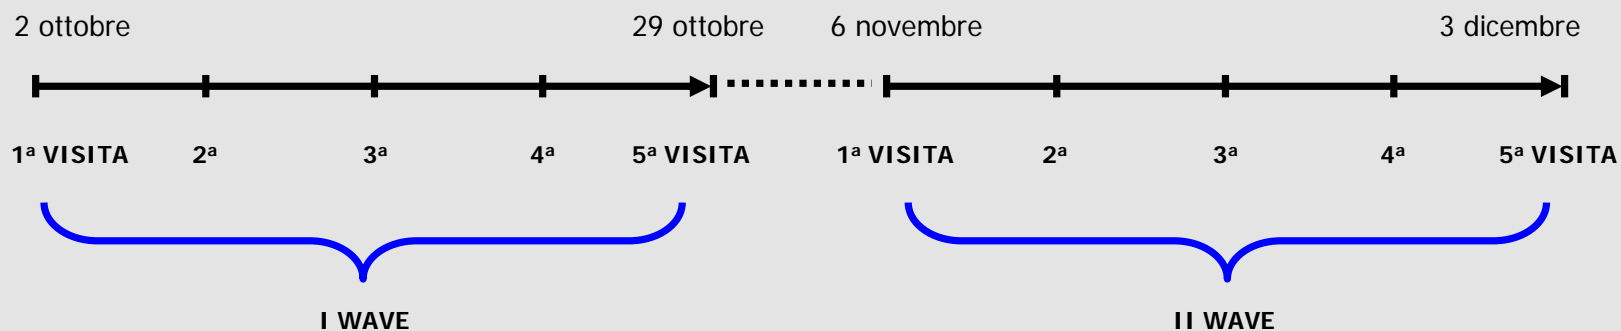 2 ottobre 29 ottobre 6 novembre 3 dicembre
1ª VISITA 2ª 3ª 4ª 5ª VISITA 1ª VISITA 2ª 3ª 4ª 5ª VISITA
I WAVE II WAVE